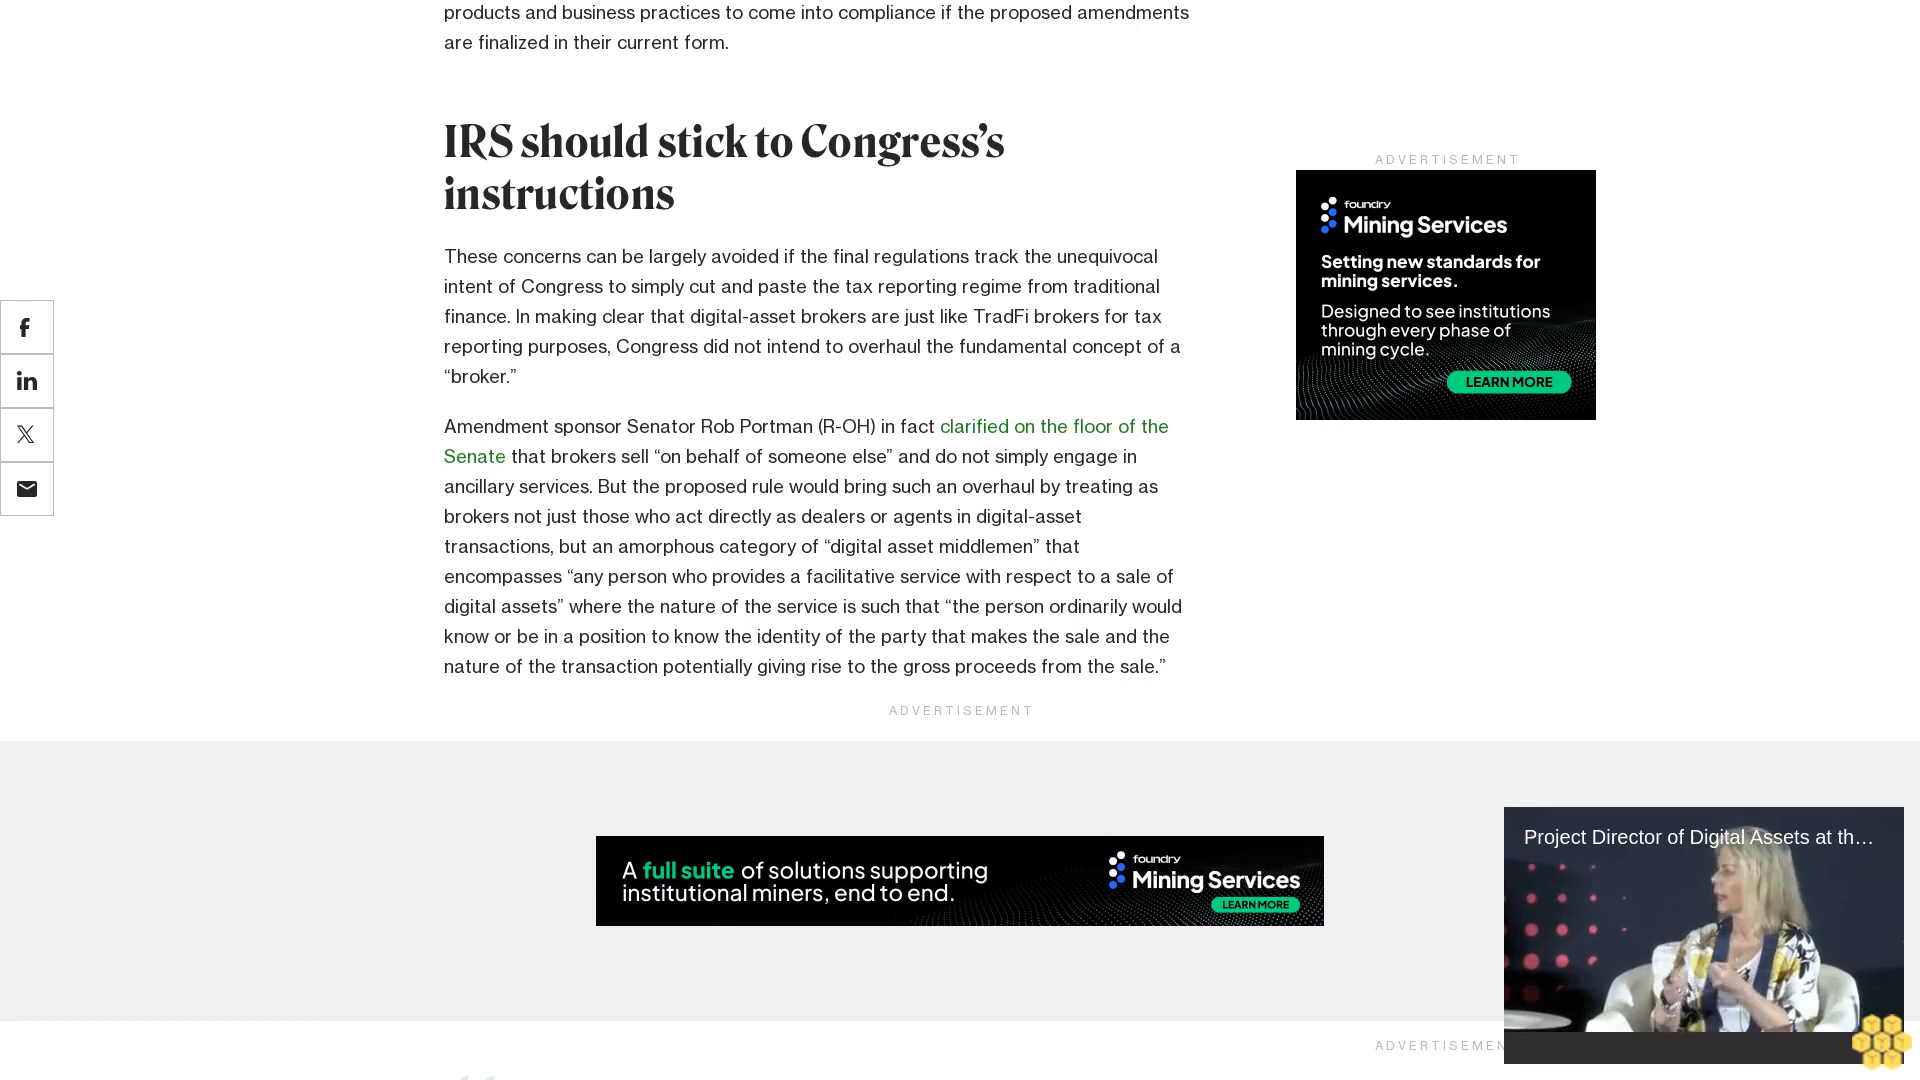 products and business practices to come into compliance if the proposed amendments
are finalized in their current form.
IRS should stick to Congress’s
instructions
These concerns can be largely avoided if the final regulations track the unequivocal
intent of Congress to simply cut and paste the tax reporting regime from traditional
finance. In making clear that digital-asset brokers are just like TradFi brokers for tax
reporting purposes, Congress did not intend to overhaul the fundamental concept of a
“broker.”
Amendment sponsor Senator Rob Portman (R-OH) in fact clarified on the floor of the
Senate that brokers sell “on behalf of someone else” and do not simply engage in
ancillary services. But the proposed rule would bring such an overhaul by treating as
brokers not just those who act directly as dealers or agents in digital-asset
transactions, but an amorphous category of “digital asset middlemen” that
encompasses “any person who provides a facilitative service with respect to a sale of
digital assets” where the nature of the service is such that “the person ordinarily would
know or be in a position to know the identity of the party that makes the sale and the
nature of the transaction potentially giving rise to the gross proceeds from the sale.”
ADVERTISEMENT
foundry
Mining Services
Setting new standards for
mining services.
Designed to see institutions
through every phase of
mining cycle.
LEARN MORE
ADVERTISEMENT
A full suite of solutions supporting
institutional miners, end to end.
foundry
Mining Services
LEARN MORE
Project Director of Digital Assets at th…
ADVERTISEMEN